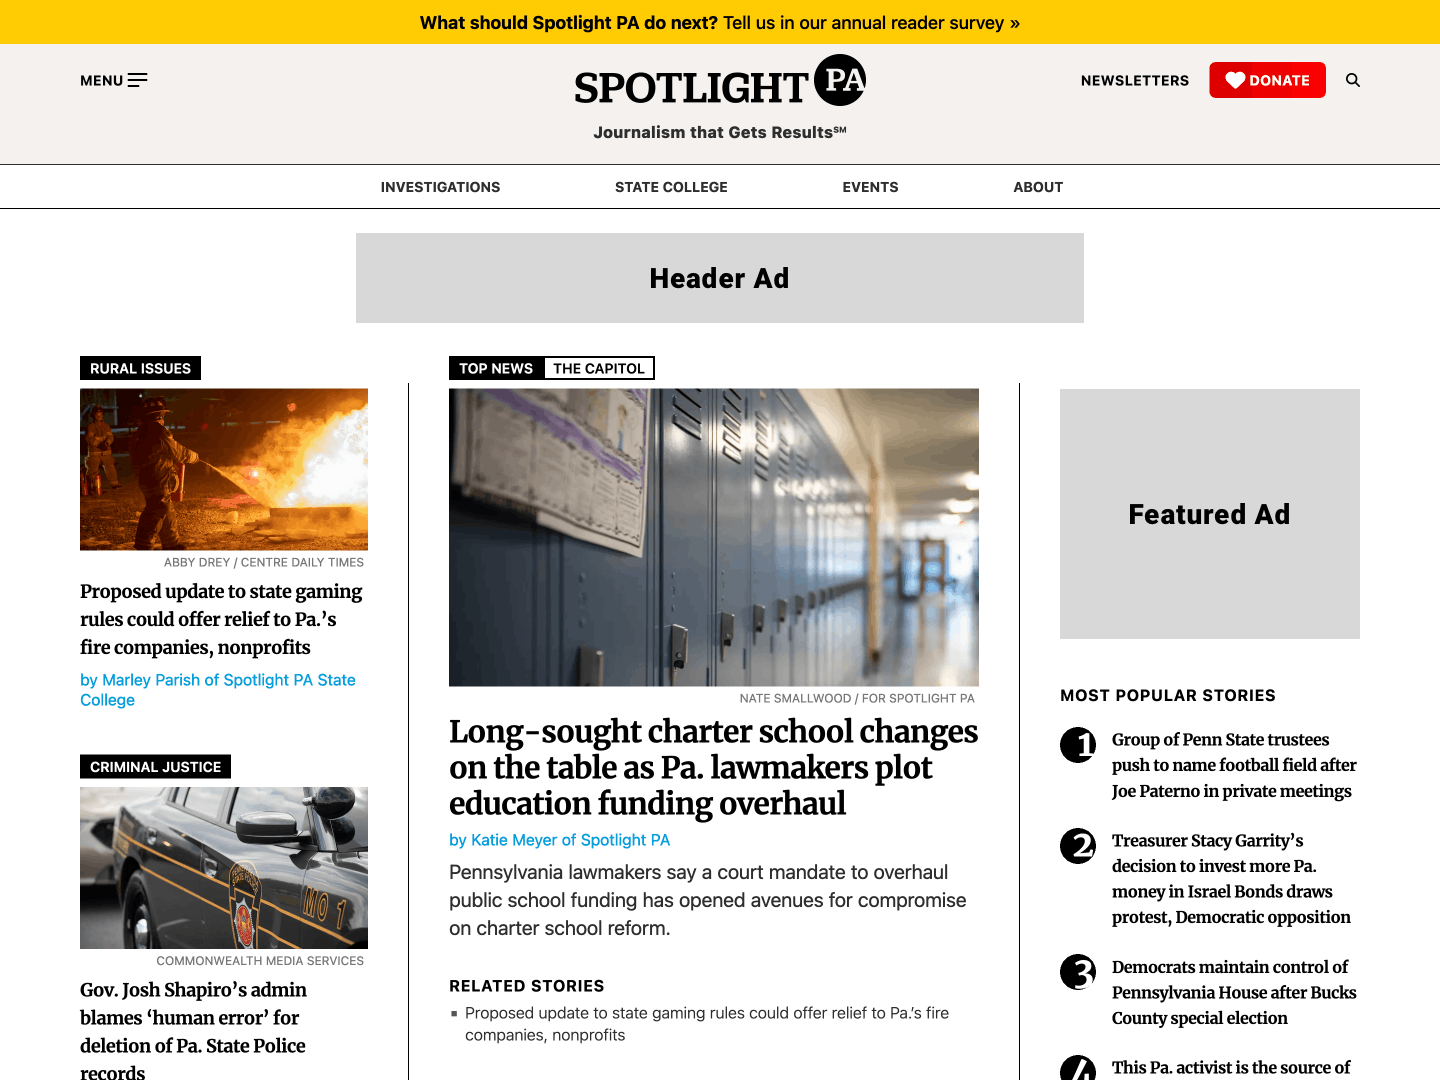 What should Spotlight PA do next? Tell us in our annual reader survey »
MENU
SPOTLIGHT PA
NEWSLETTERS
DONATE
Journalism that Gets Results℠
INVESTIGATIONS
STATE COLLEGE
EVENTS
ABOUT
Header Ad
RURAL ISSUES
ABBY DREY / CENTRE DAILY TIMES
Proposed update to state gaming
rules could offer relief to Pa.’s
fire companies, nonprofits
by Marley Parish of Spotlight PA State
College
CRIMINAL JUSTICE
MO 1
COMMONWEALTH MEDIA SERVICES
Gov. Josh Shapiro’s admin
blames ‘human error’ for
deletion of Pa. State Police
records
TOP NEWS
THE CAPITOL
NATE SMALLWOOD / FOR SPOTLIGHT PA
Long-sought charter school changes
on the table as Pa. lawmakers plot
education funding overhaul
by Katie Meyer of Spotlight PA
Pennsylvania lawmakers say a court mandate to overhaul
public school funding has opened avenues for compromise
on charter school reform.
RELATED STORIES
Proposed update to state gaming rules could offer relief to Pa.’s fire
companies, nonprofits
Featured Ad
MOST POPULAR STORIES
1
Group of Penn State trustees
push to name football field after
Joe Paterno in private meetings
2
Treasurer Stacy Garrity’s
decision to invest more Pa.
money in Israel Bonds draws
protest, Democratic opposition
3
Democrats maintain control of
Pennsylvania House after Bucks
County special election
4
This Pa. activist is the source of